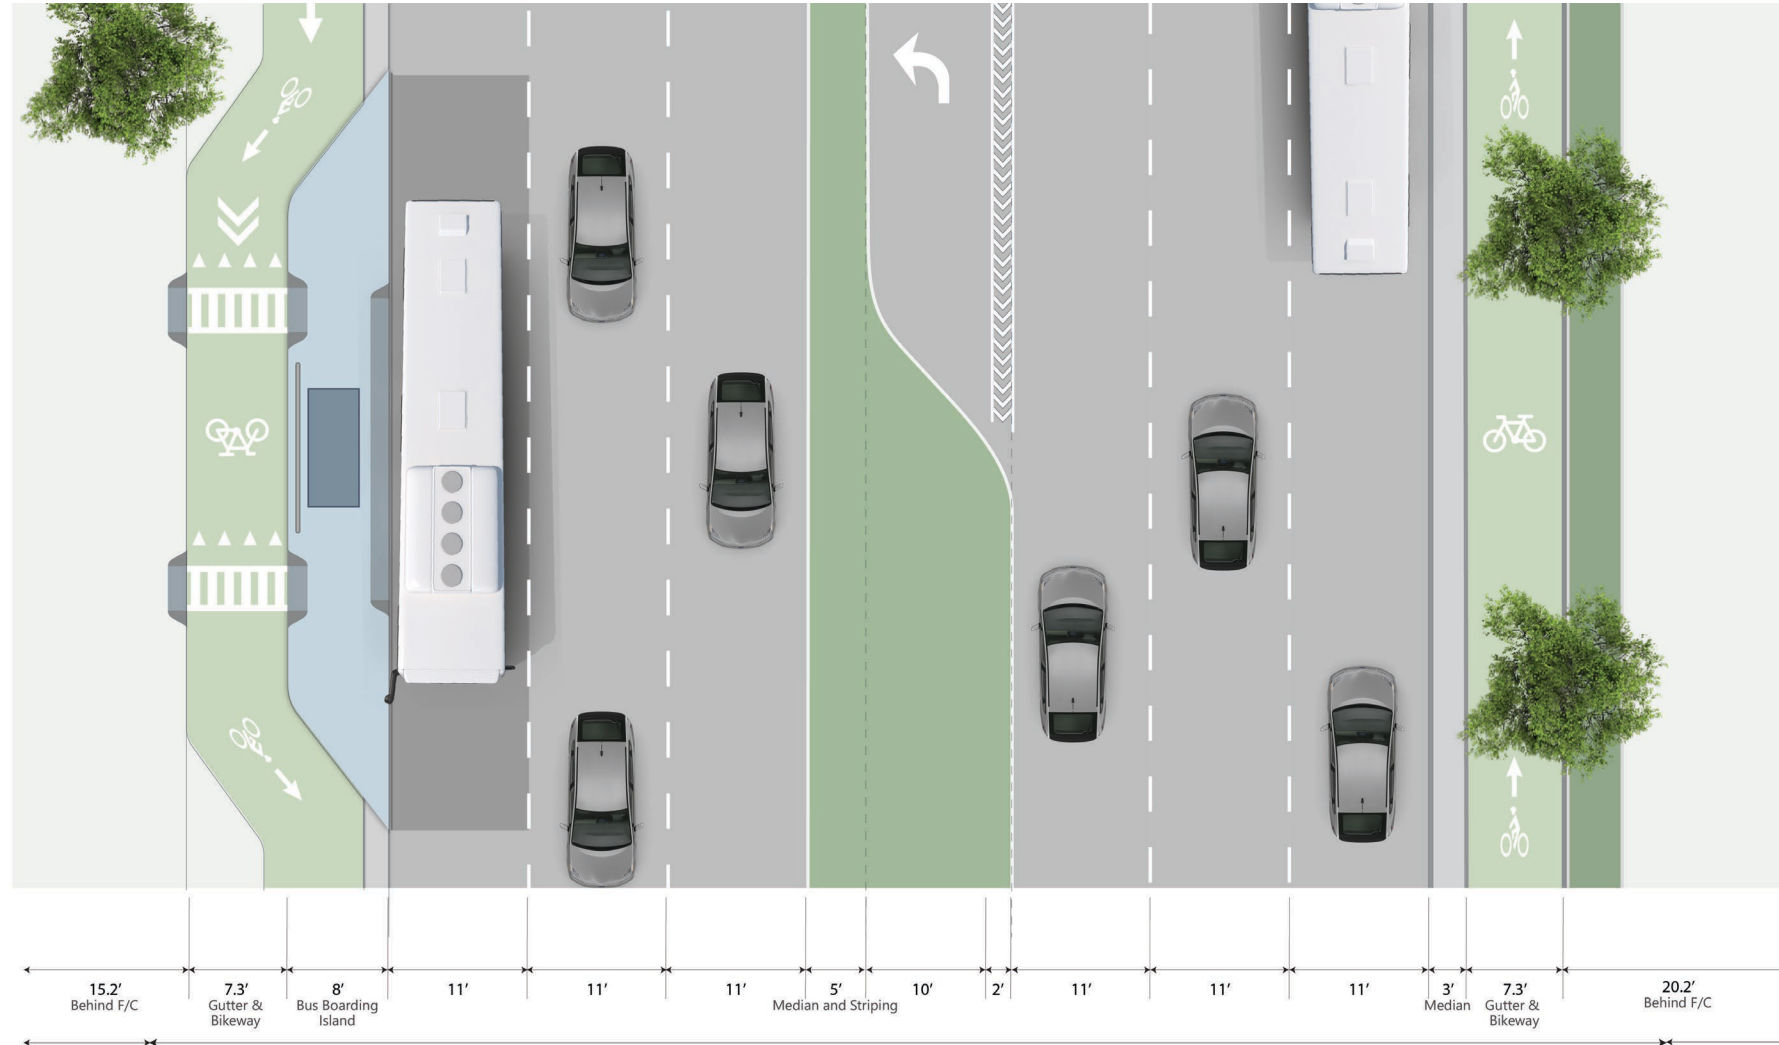 15.2’
Behind F/C
7.3’
Gutter &
Bikeway
8’
Bus Boarding
Island
11’
11’
11’
5’
10’
2’
Median and Striping
11’
11’
11’
3’
Median
7.3’
Gutter &
Bikeway
20.2’
Behind F/C